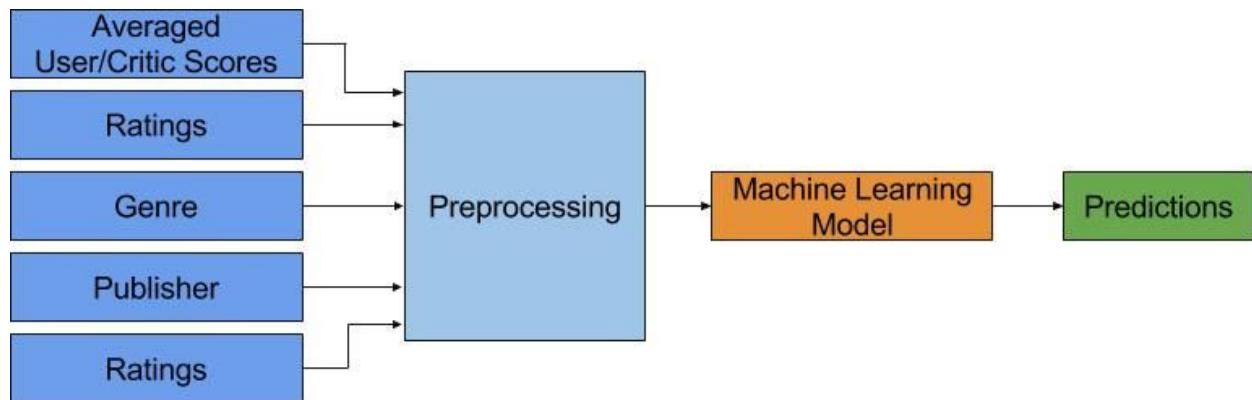 Averaged
User/Critic Scores
Ratings
Genre
Publisher
Ratings
Preprocessing
Machine Learning
Model
Predictions